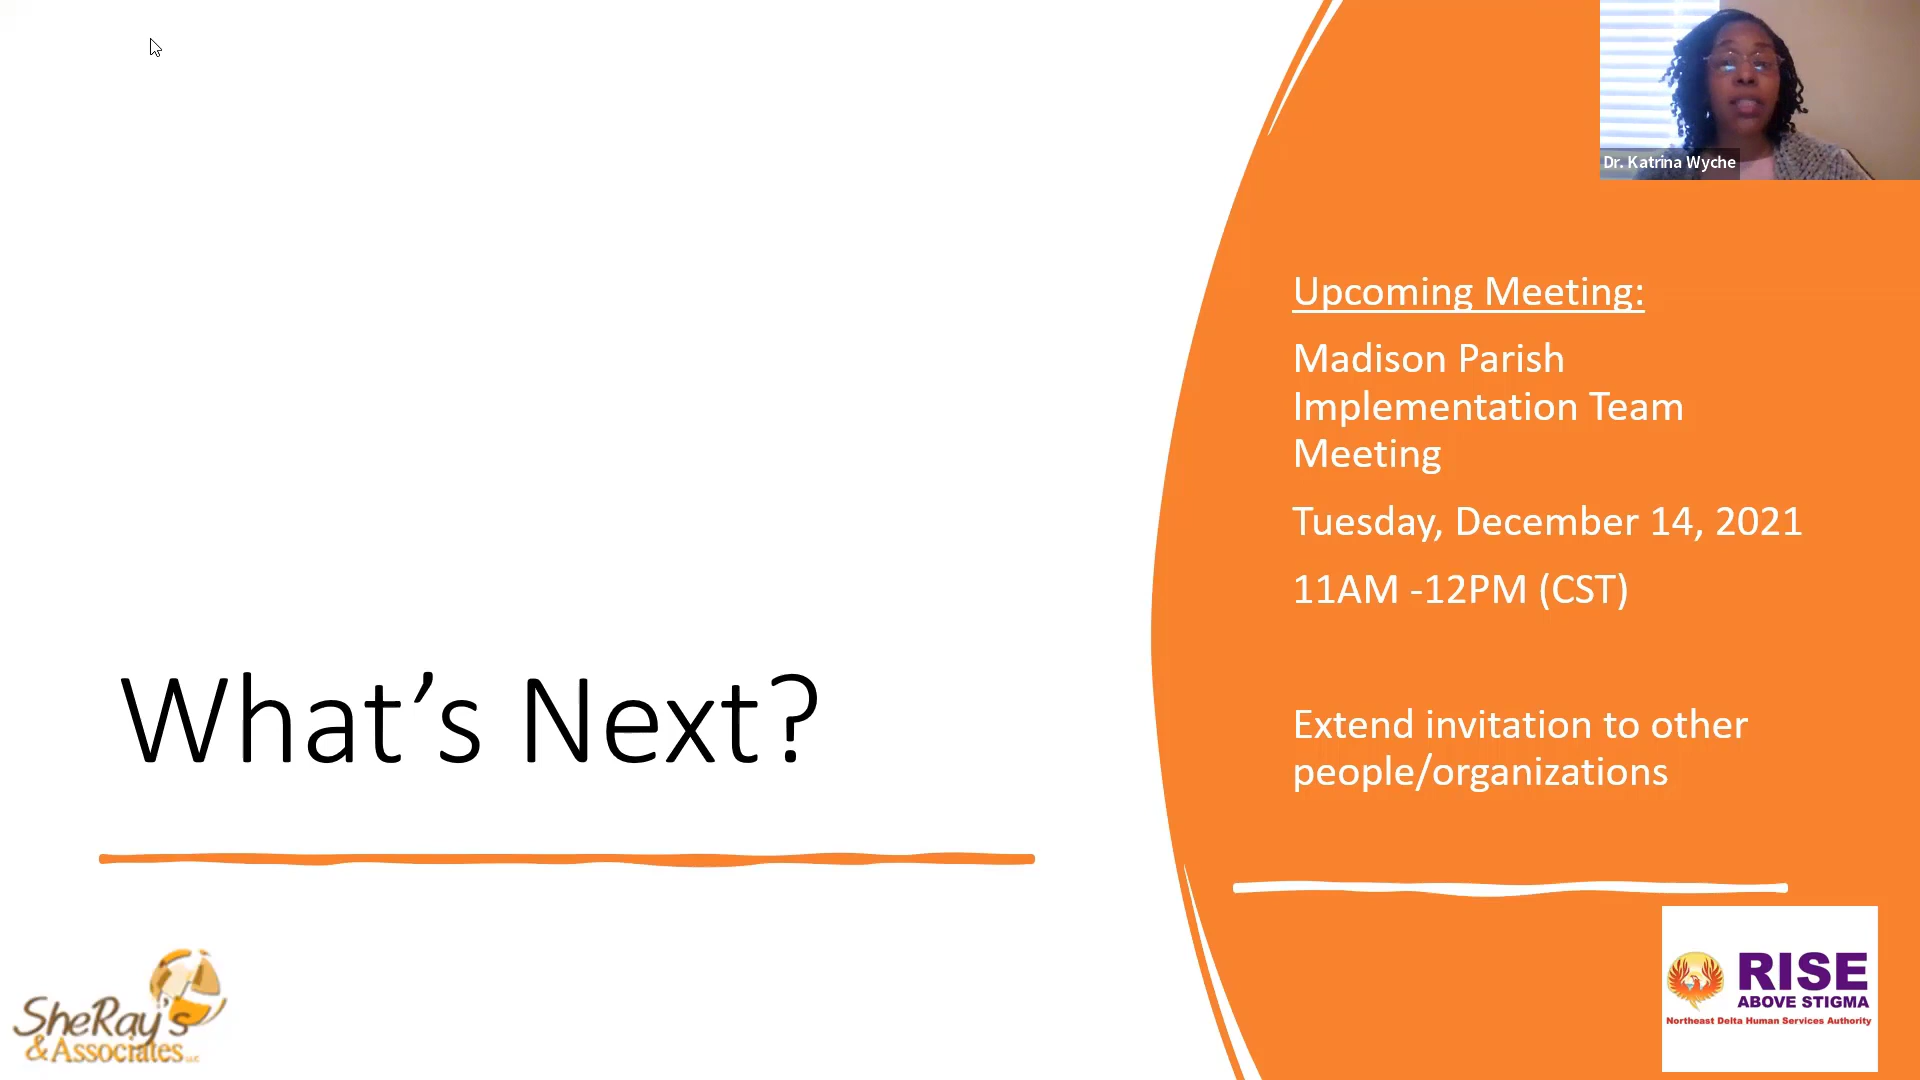 Dr. Katrina Wyche
Upcoming Meeting:
Madison Parish
Implementation Team
Meeting
Tuesday, December 14, 2021
11AM -12PM (CST)
Extend invitation to other
people/organizations
What’s Next?
SheRay's
& Associates LLC
RISE
ABOVE STIGMA
Northeast Delta Human Services Authority